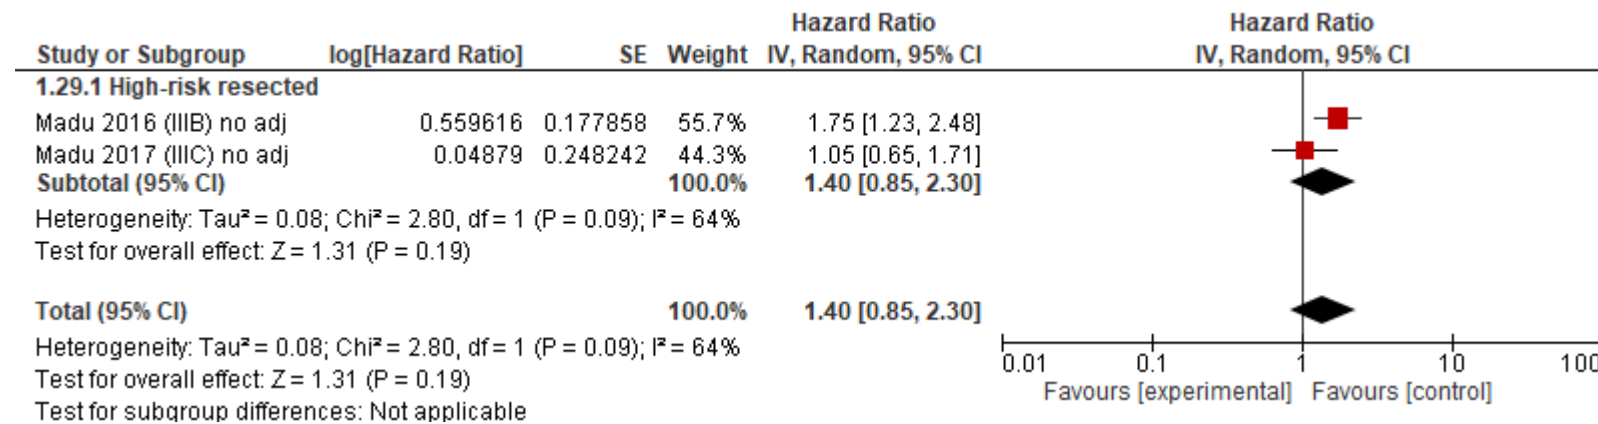 Hazard Ratio Hazard Ratio
Study or Subgroup log[Hazard Ratio] SE Weight IV, Random, 95% CI IV, Random, 95% CI
1.29.1 High-risk resected
Madu 2016 (IIIB) no adj 0.559616 0.177858 55.7% 1.75 [1.23, 2.48]
Madu 2017 (IIIC) no adj 0.04879 0.248242 44.3% 1.05 [0.65, 1.71]
Subtotal (95% CI) 100.0% 1.40 [0.85, 2.30]
Heterogeneity: Tau² = 0.08; Chi² = 2.80, df = 1 (P = 0.09); I² = 64%
Test for overall effect: Z = 1.31 (P = 0.19)
Total (95% CI) 100.0% 1.40 [0.85, 2.30]
Heterogeneity: Tau² = 0.08; Chi² = 2.80, df = 1 (P = 0.09); I² = 64%
Test for overall effect: Z = 1.31 (P = 0.19)
Test for subgroup differences: Not applicable
0.01 0.1 1 10 100
Favours [experimental] Favours [control]